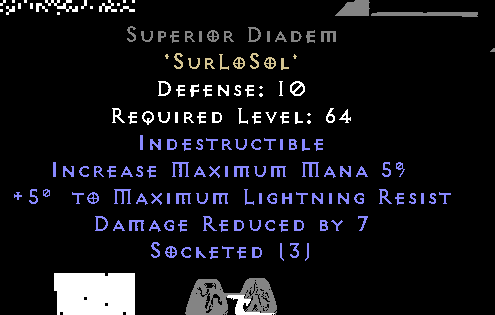 Superior Diadem
'SurLoSol'
Defense: 10
Required Level: 64
Indestructible
Increase Maximum Mana 5%
+5% to Maximum Lightning Resist
Damage Reduced by 7
Socketed (3)